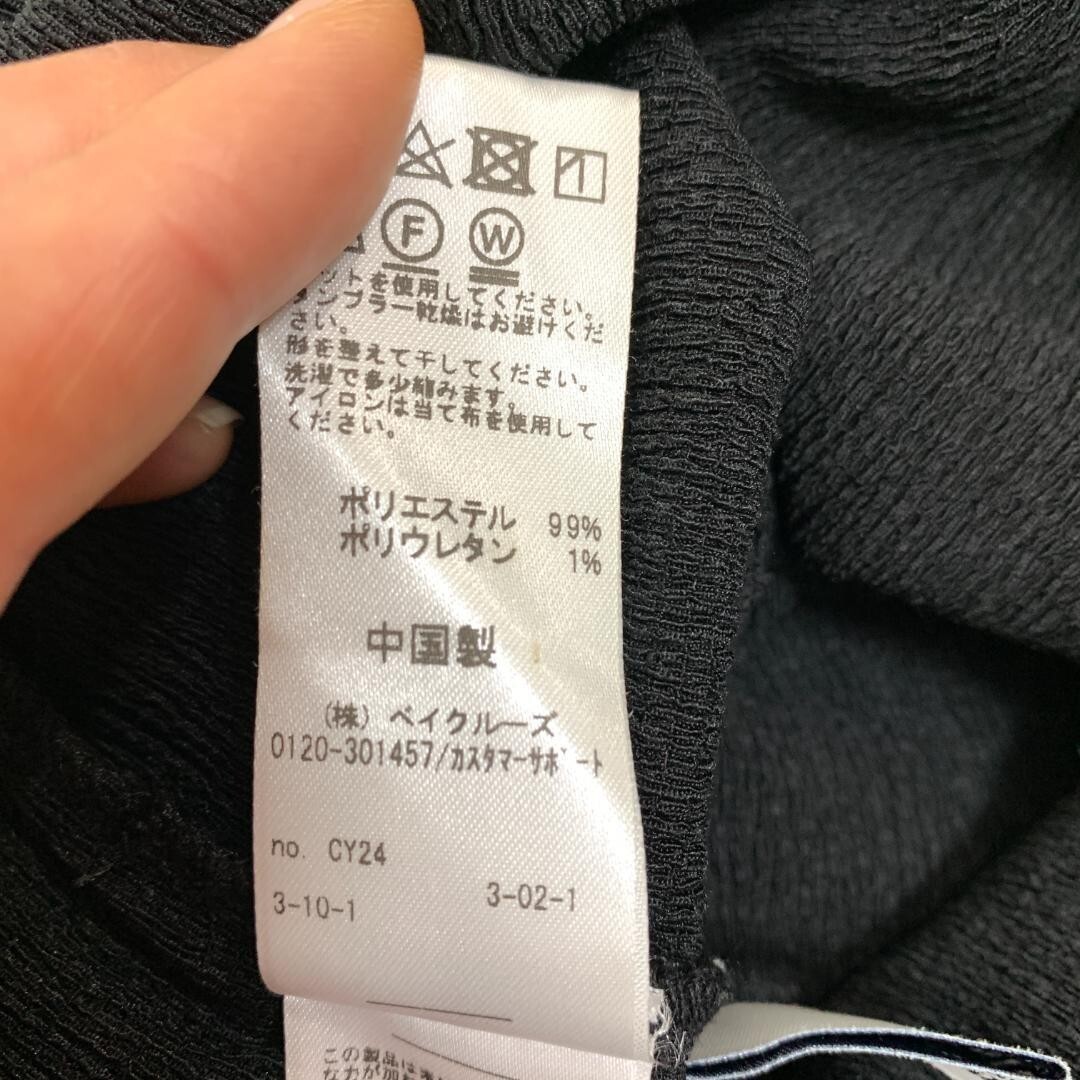 F W
ットを使用してください。
タンブラー乾燥はお避けくだ
さい。
形を整えて干してください。
洗濯で多少縮みます。
アイロンは当て布を使用して
ください。
ポリエステル 99%
ポリウレタン 1%
中国製
(株) ベイクルーズ
0120-301457/カスタマーサポート
no. CY24
3-10-1 3-02-1
この製品は